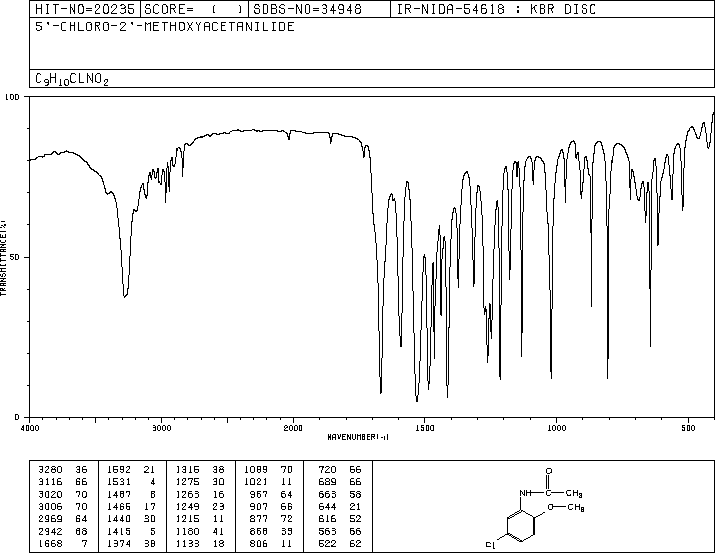 HIT-NO=20235 SCORE= ( ) SDBS-NO=34948 IR-NIDA-54618 : KBR DISC
5'-CHLORO-2'-METHOXYACETANILIDE
C9H10CLNO2
100
50
0
TRANSMITTANCE(%)
4000 3000 2000 1500 1000 500
WAVENUMBER(-1)
3280 36 1592 21 1316 38 1089 70 720 66
3116 66 1531 4 1275 30 1021 11 689 66
3020 70 1487 8 1263 16 967 64 663 58
3006 70 1466 17 1249 23 907 66 644 21
2969 64 1440 30 1215 11 877 72 616 52
2942 68 1415 5 1180 41 868 33 563 66
1668 7 1374 38 1133 18 806 11 522 62
O
NH C CH3
O CH3
Cl